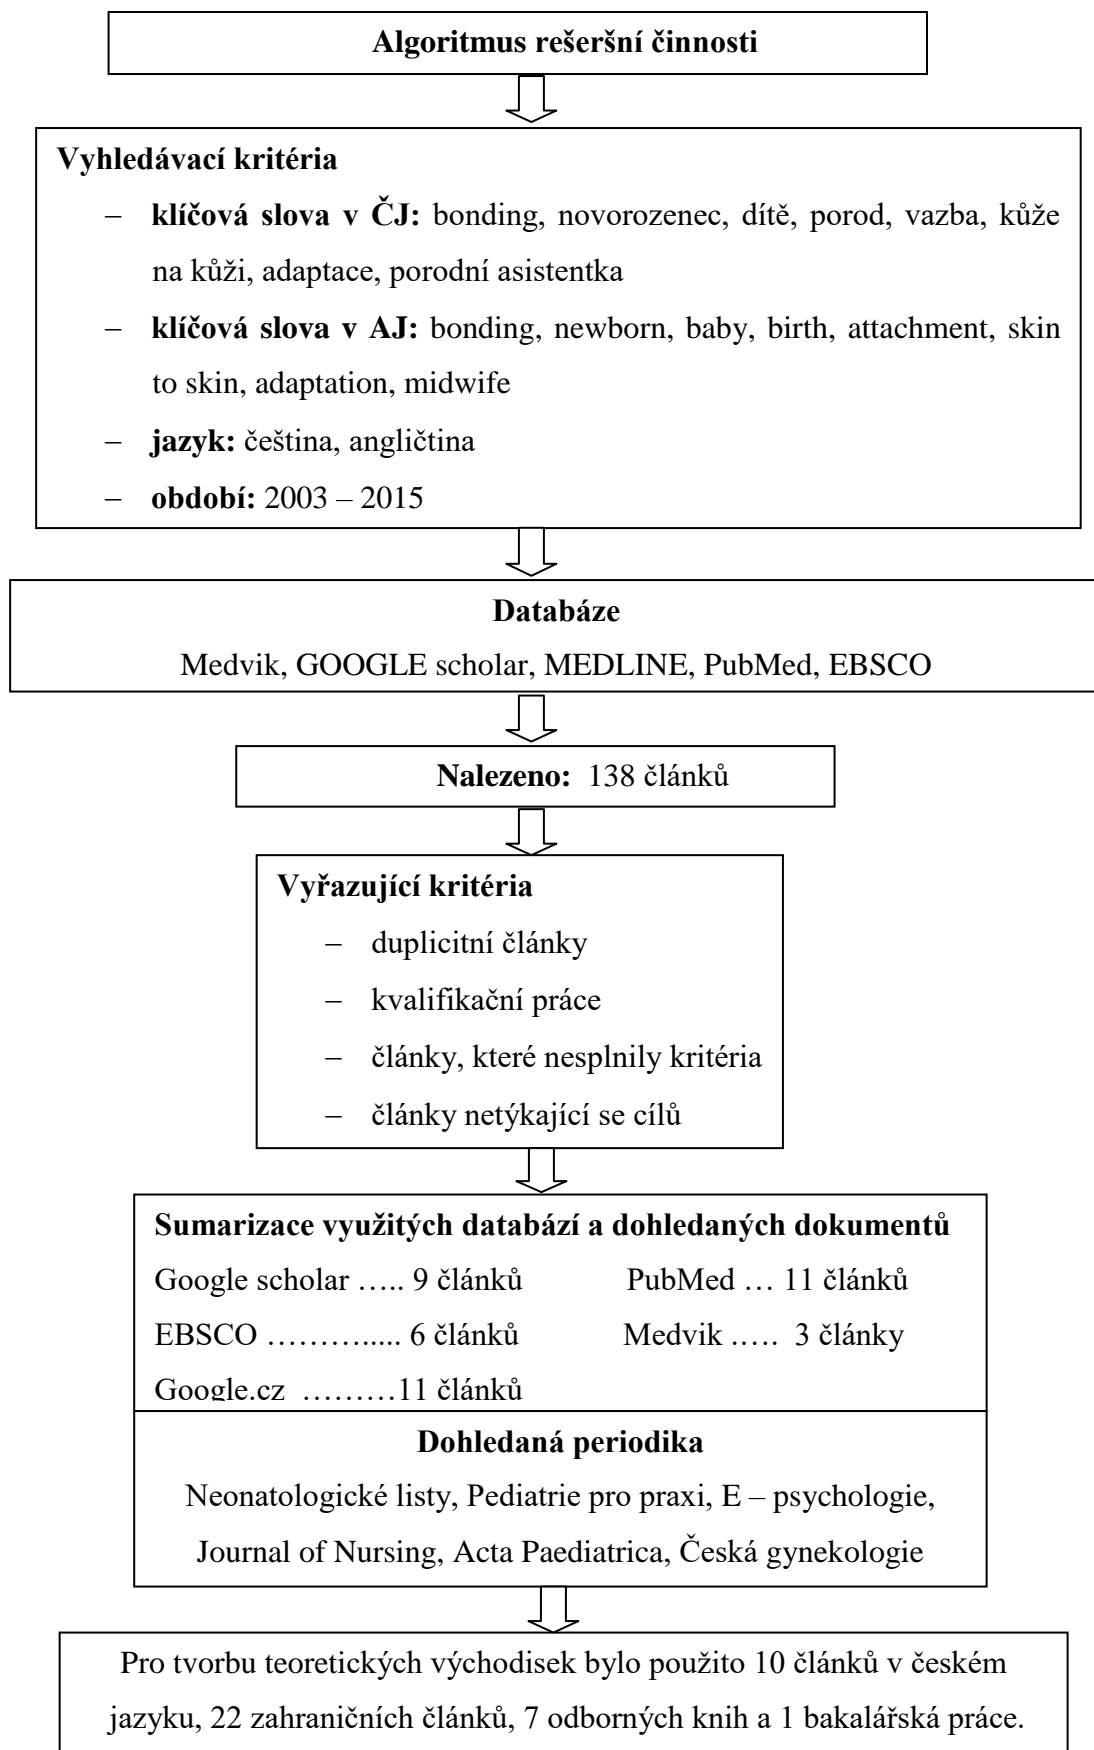 Algoritmus rešeršní činnosti
Vyhledávací kritéria
– klíčová slova v ČJ: bonding, novorozenec, dítě, porod, vazba, kůže
na kůži, adaptace, porodní asistentka
– klíčová slova v AJ: bonding, newborn, baby, birth, attachment, skin
to skin, adaptation, midwife
– jazyk: čeština, angličtina
– období: 2003 – 2015
Databáze
Medvik, GOOGLE scholar, MEDLINE, PubMed, EBSCO
Nalezeno: 138 článků
Vyřazující kritéria
– duplicitní články
– kvalifikační práce
– články, které nesplnily kritéria
– články netýkající se cílů
Sumarizace využitých databází a dohledaných dokumentů
Google scholar ….. 9 článků PubMed … 11 článků
EBSCO ………..... 6 článků Medvik .…. 3 články
Google.cz ………11 článků
Dohledaná periodika
Neonatologické listy, Pediatrie pro praxi, E – psychologie,
Journal of Nursing, Acta Paediatrica, Česká gynekologie
Pro tvorbu teoretických východisek bylo použito 10 článků v českém
jazyku, 22 zahraničních článků, 7 odborných knih a 1 bakalářská práce.